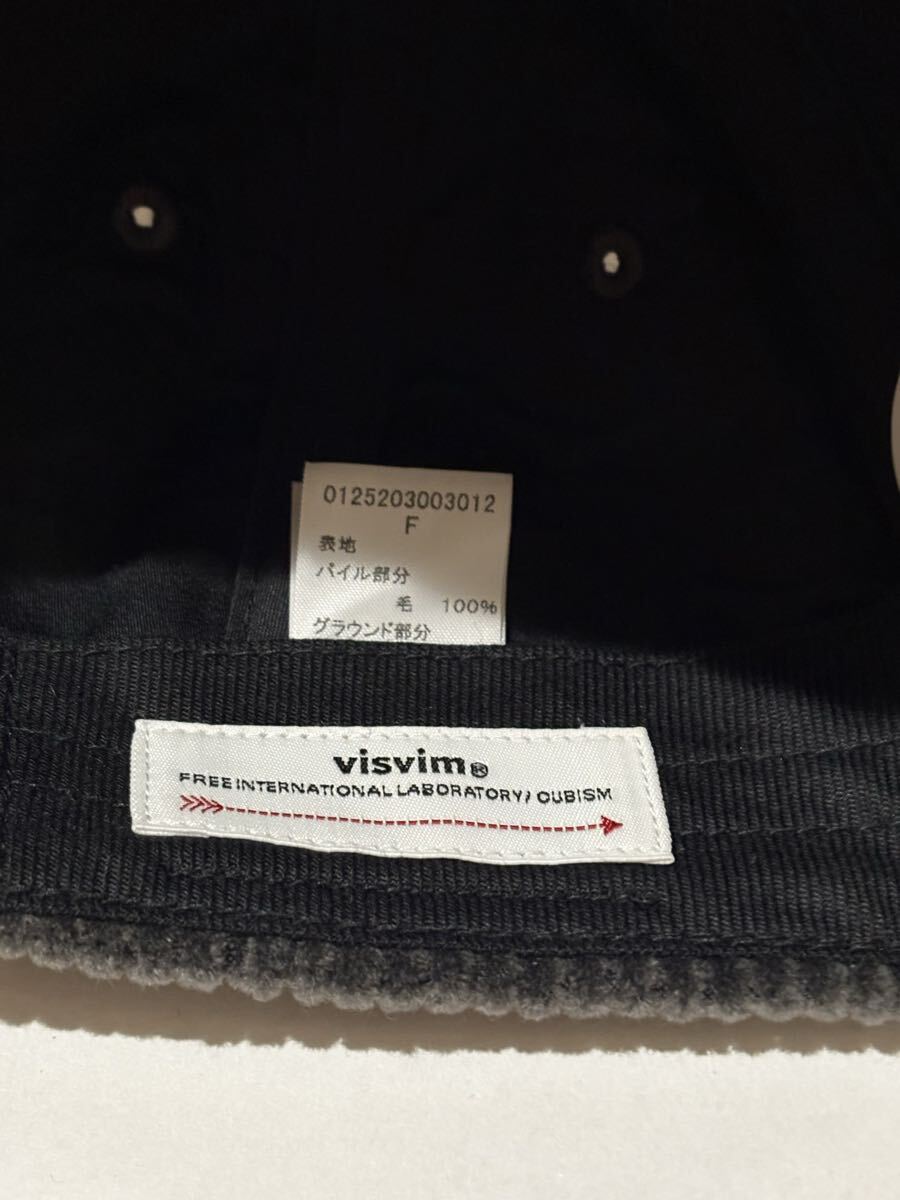 0125203003012
F
表地
パイル部分
毛 100%
グラウンド部分
visvim®
FREE INTERNATIONAL LABORATORY/ CUBISM